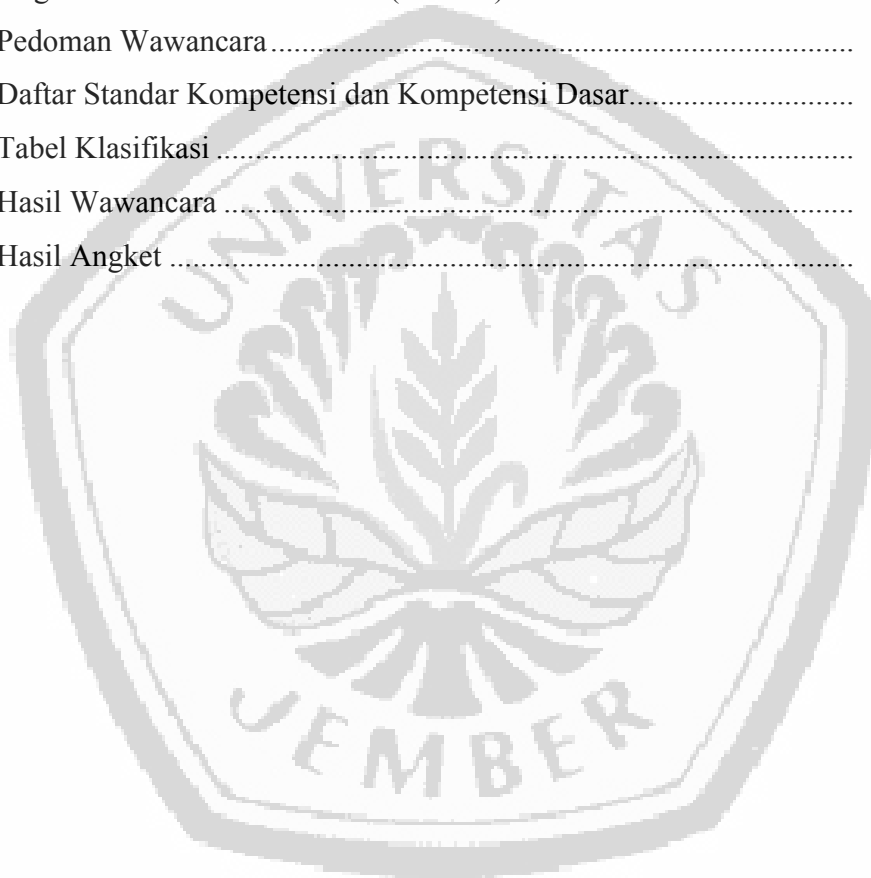 Pedoman Wawancara ........................................................................
Daftar Standar Kompetensi dan Kompetensi Dasar............................
Tabel Klasifikasi ................................................................................
Hasil Wawancara ...............................................................................
Hasil Angket ......................................................................................
UNIVERSITAS
JEMBER